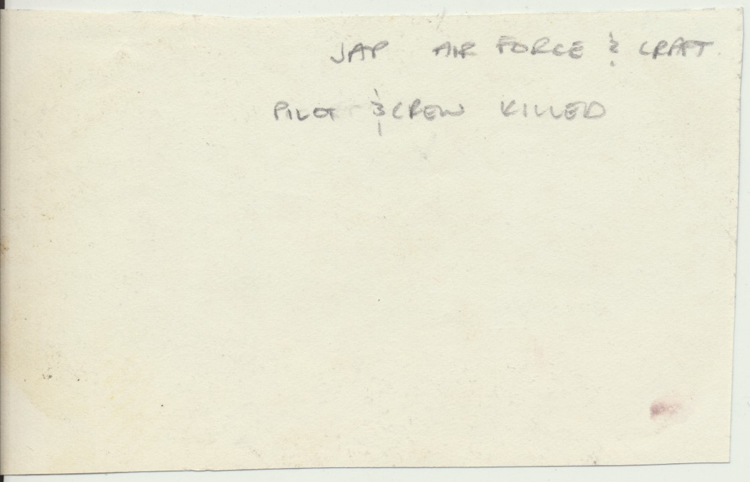 JAP AIR FORCE & CRAFT
PILOT & CREW KILLED